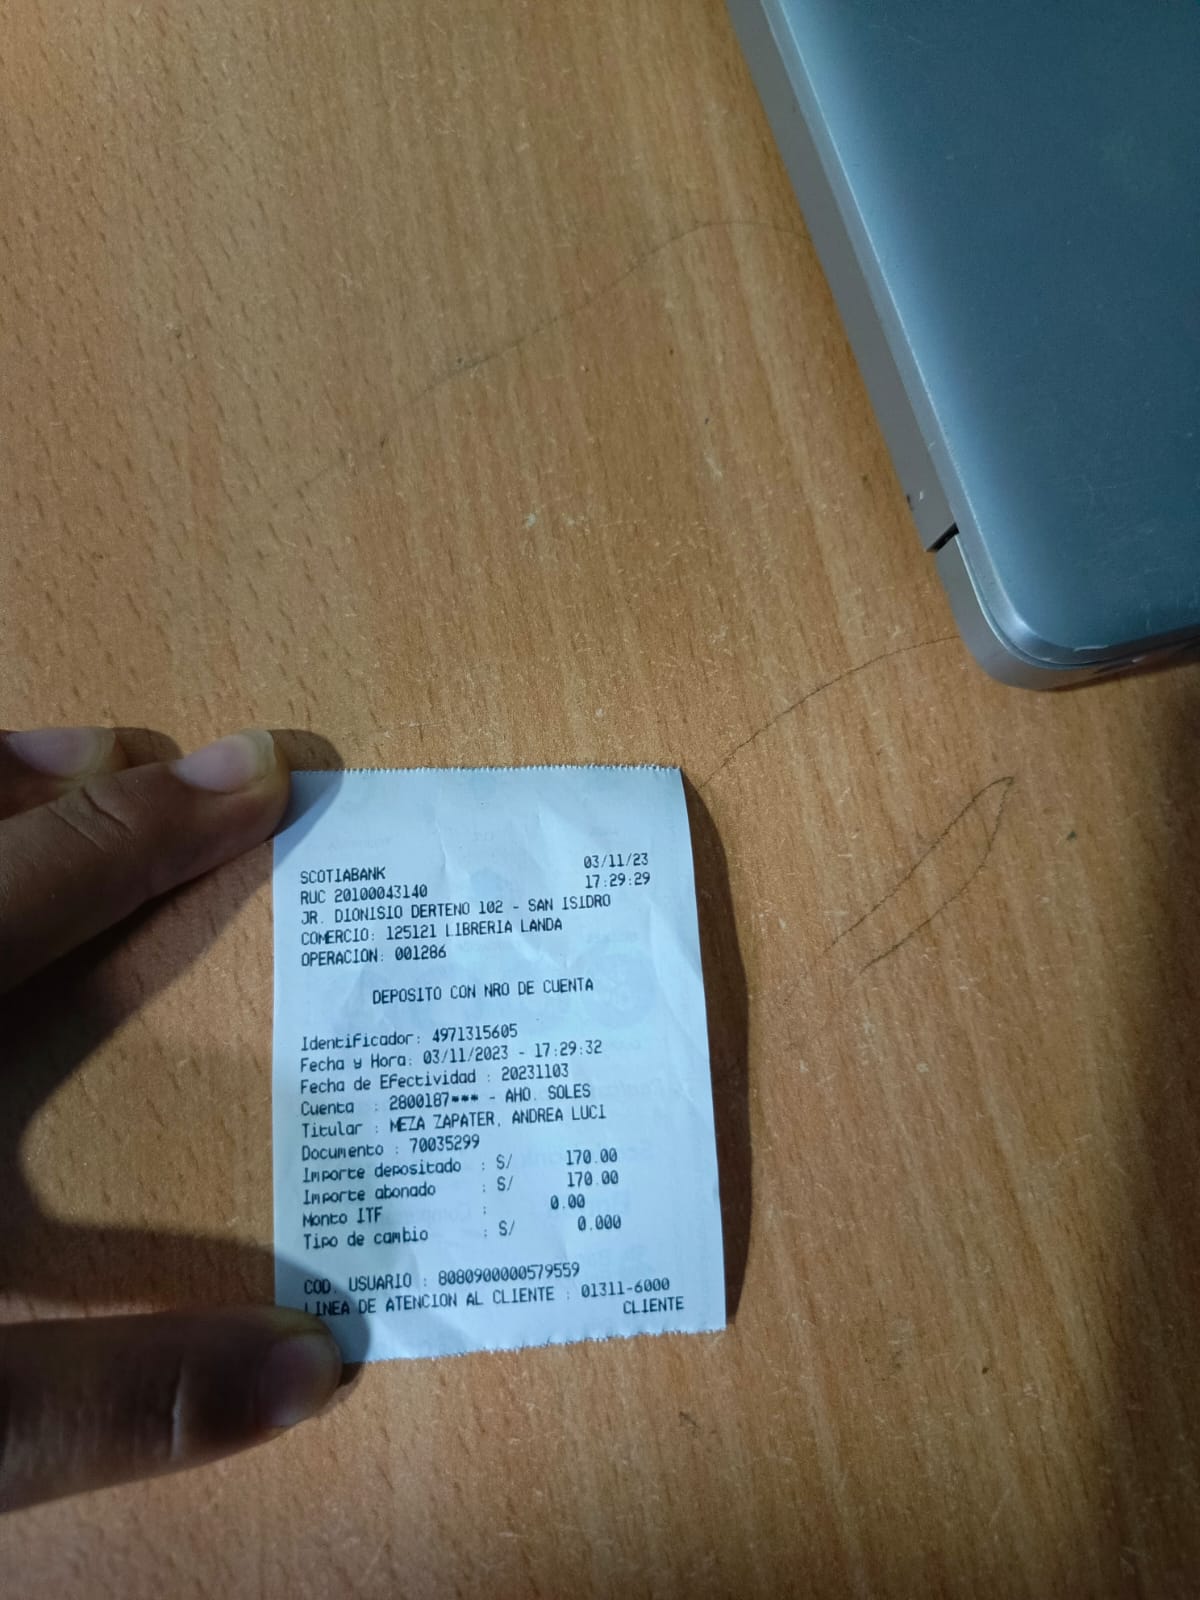 SCOTIABANK 03/11/23
RUC 20100043140 17:29:29
JR. DIONISIO DERTENO 102 - SAN ISIDRO
COMERCIO: 125121 LIBRERIA LANDA
OPERACION: 001286
DEPOSITO CON NRO DE CUENTA
Identificador: 4971315605
Fecha y Hora: 03/11/2023 - 17:29:32
Fecha de Efectividad : 20231103
Cuenta : 2800187*** - AHO. SOLES
Titular : MEZA ZAPATER, ANDREA LUCI
Documento : 70035299
Importe depositado : S/ 170.00
Importe abonado : S/ 170.00
Monto ITF : 0.00
Tipo de cambio : S/ 0.000
COD. USUARIO : 8080900000579559
LINEA DE ATENCION AL CLIENTE : 01311-6000
CLIENTE